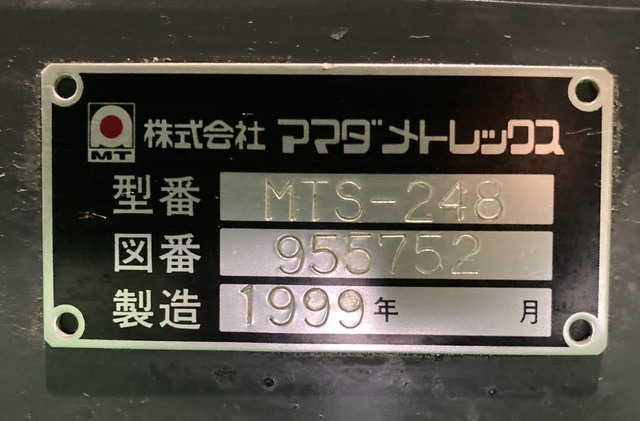 MT 株式会社 アマダメトレックス
型番 MTS-248
図番 955752
製造 1999年 月